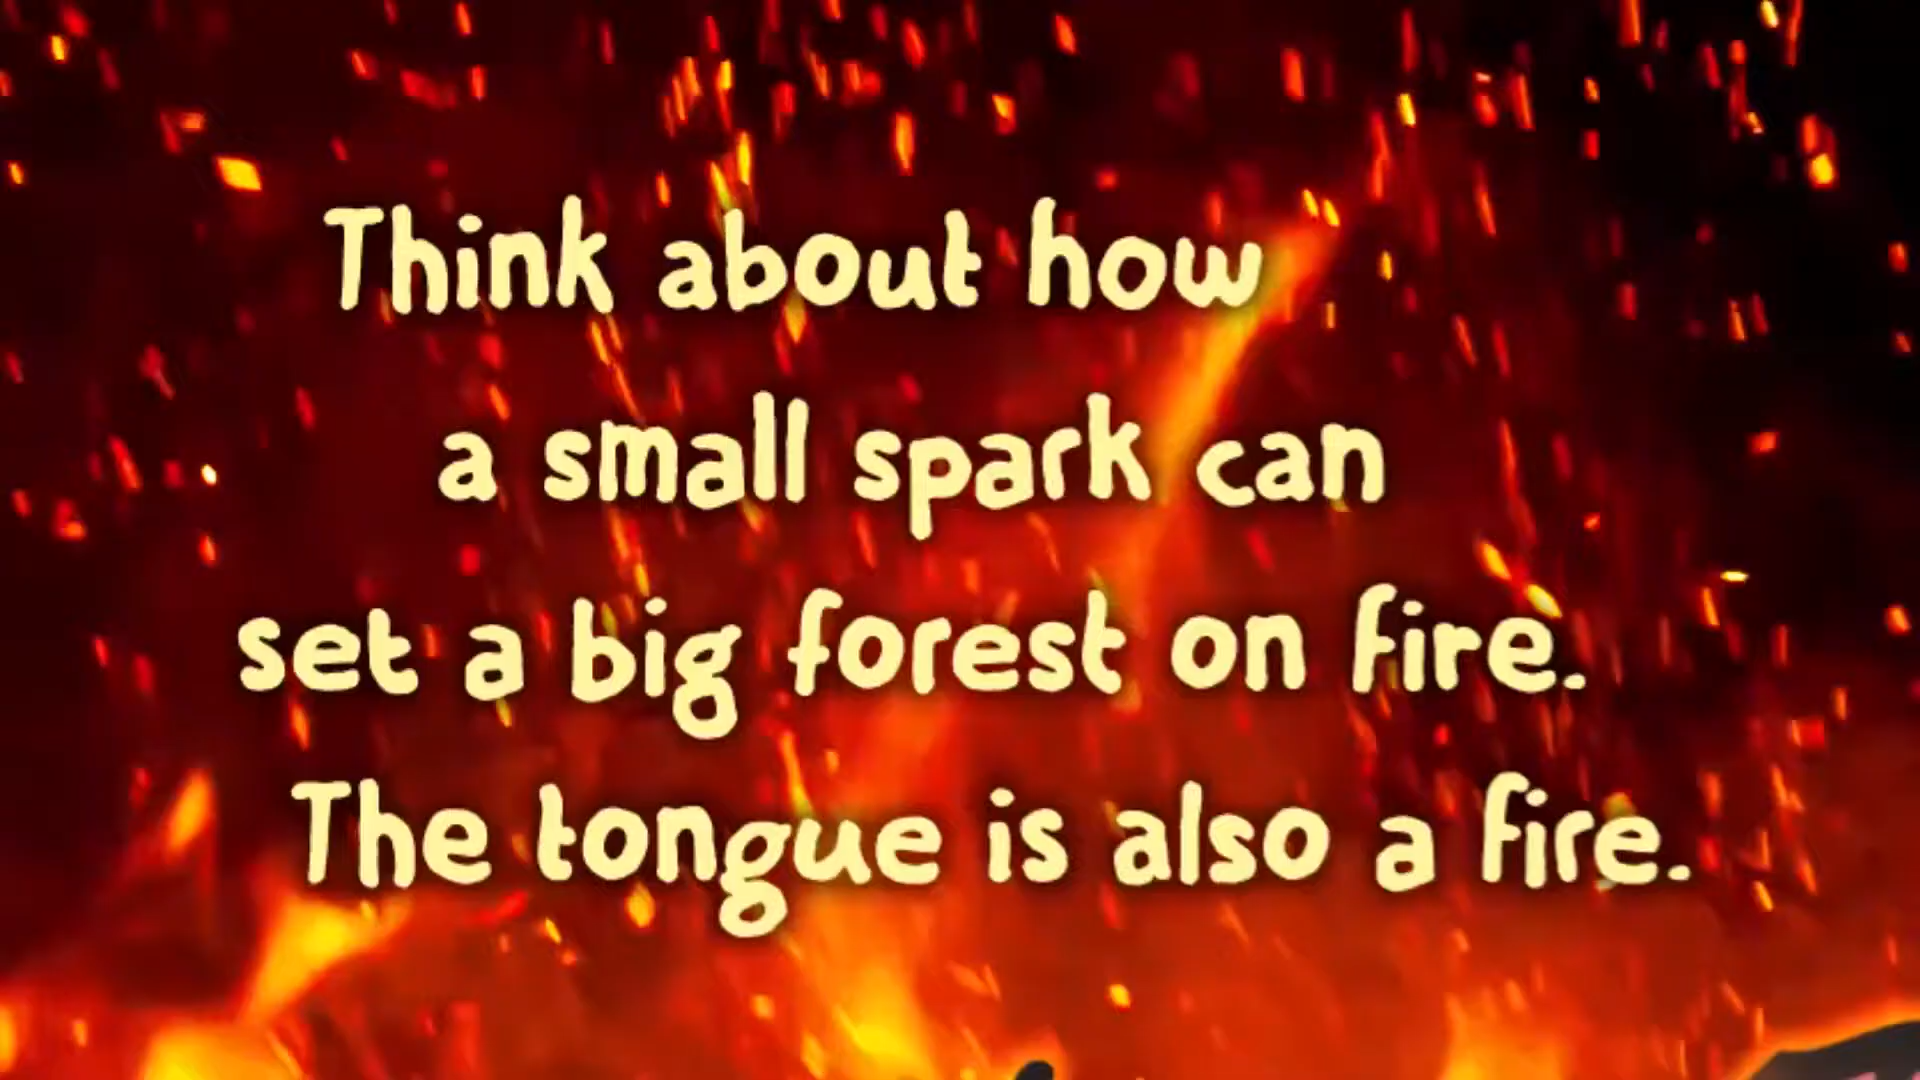 Think about how
a small spark can
set a big forest on fire.
The tongue is also a fire.